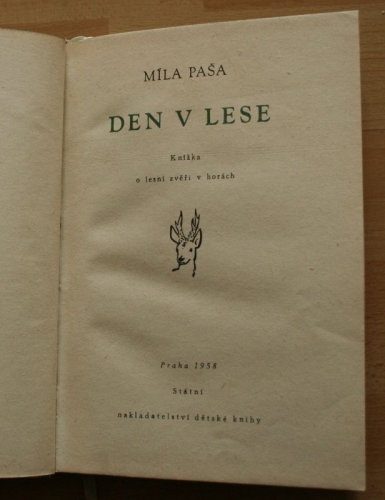 MÍLA PAŠA
DEN V LESE
Knížka
o lesní zvěři v horách
Praha 1958
Státní
nakladatelství dětské knihy